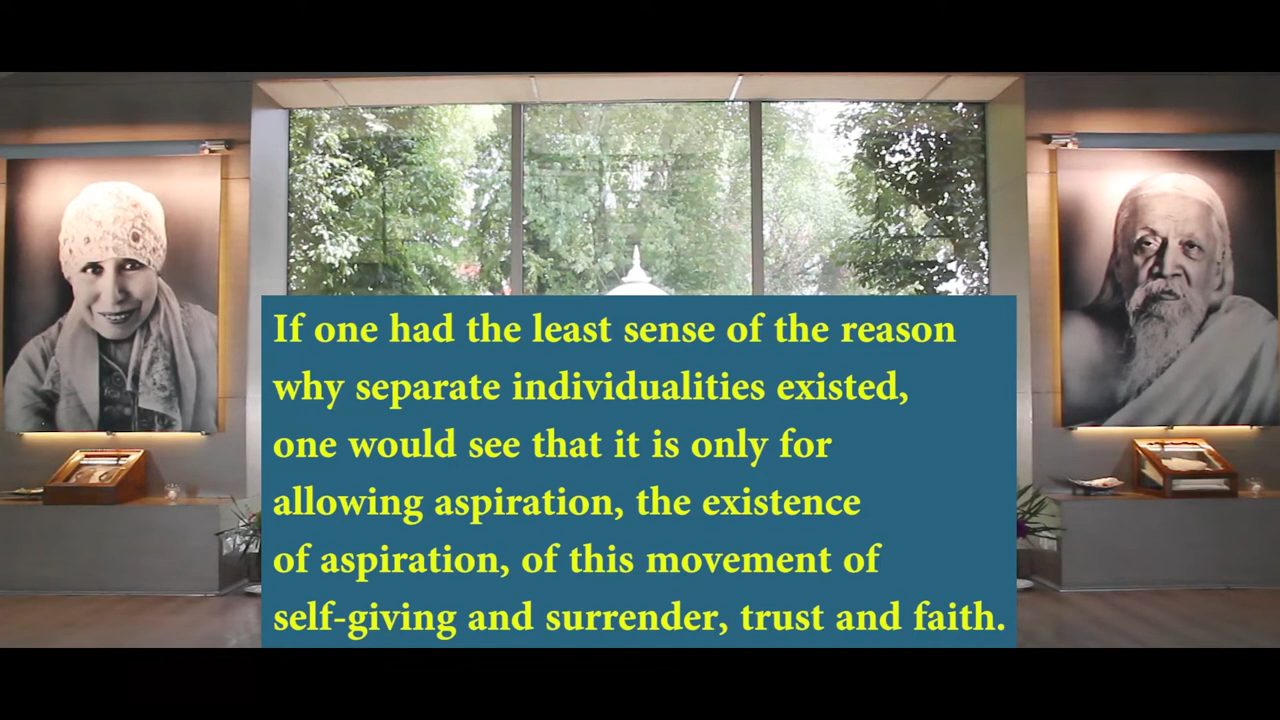 If one had the least sense of the reason
why separate individualities existed,
one would see that it is only for
allowing aspiration, the existence
of aspiration, of this movement of
self-giving and surrender, trust and faith.